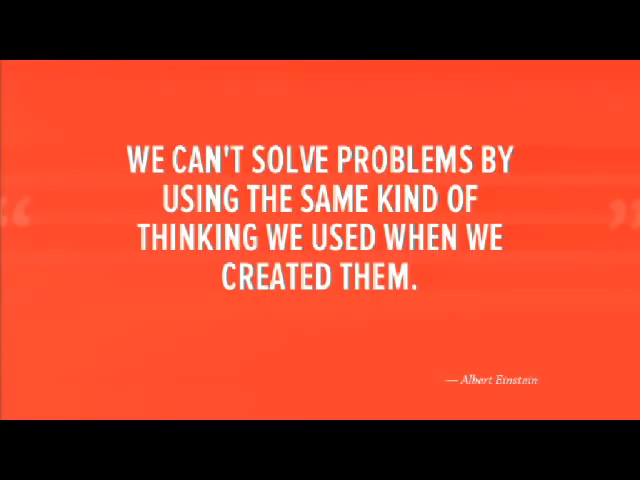 WE CAN'T SOLVE PROBLEMS BY
USING THE SAME KIND OF
THINKING WE USED WHEN WE
CREATED THEM.
— Albert Einstein